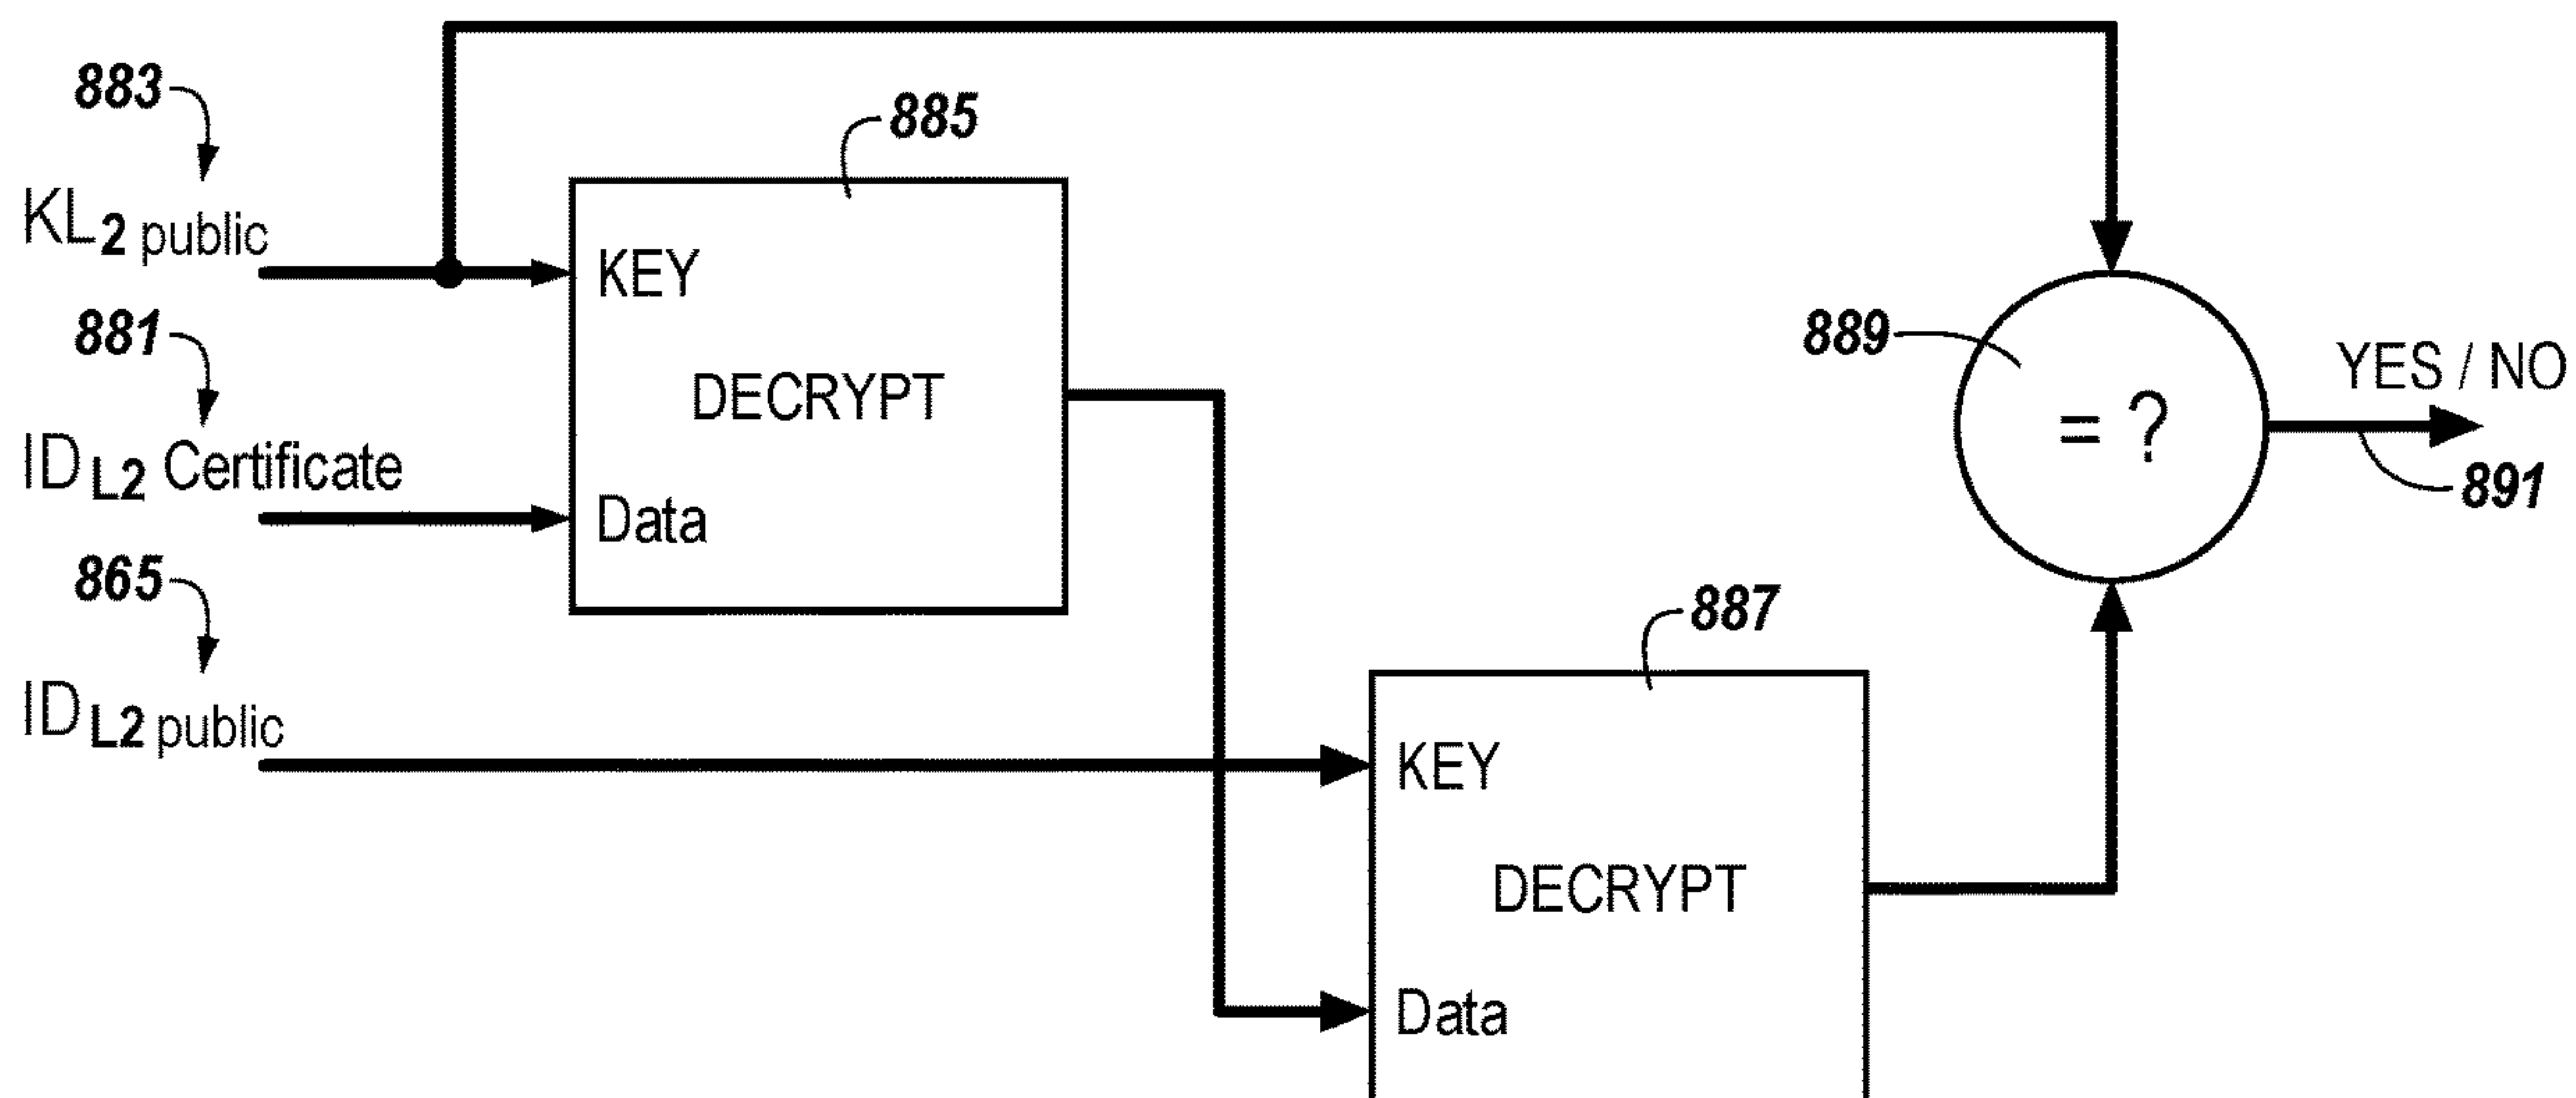 883
885
KL2 public
KEY
881
889
YES / NO
DECRYPT
= ?
IDL2 Certificate
891
Data
865
887
IDL2 public
KEY
DECRYPT
Data